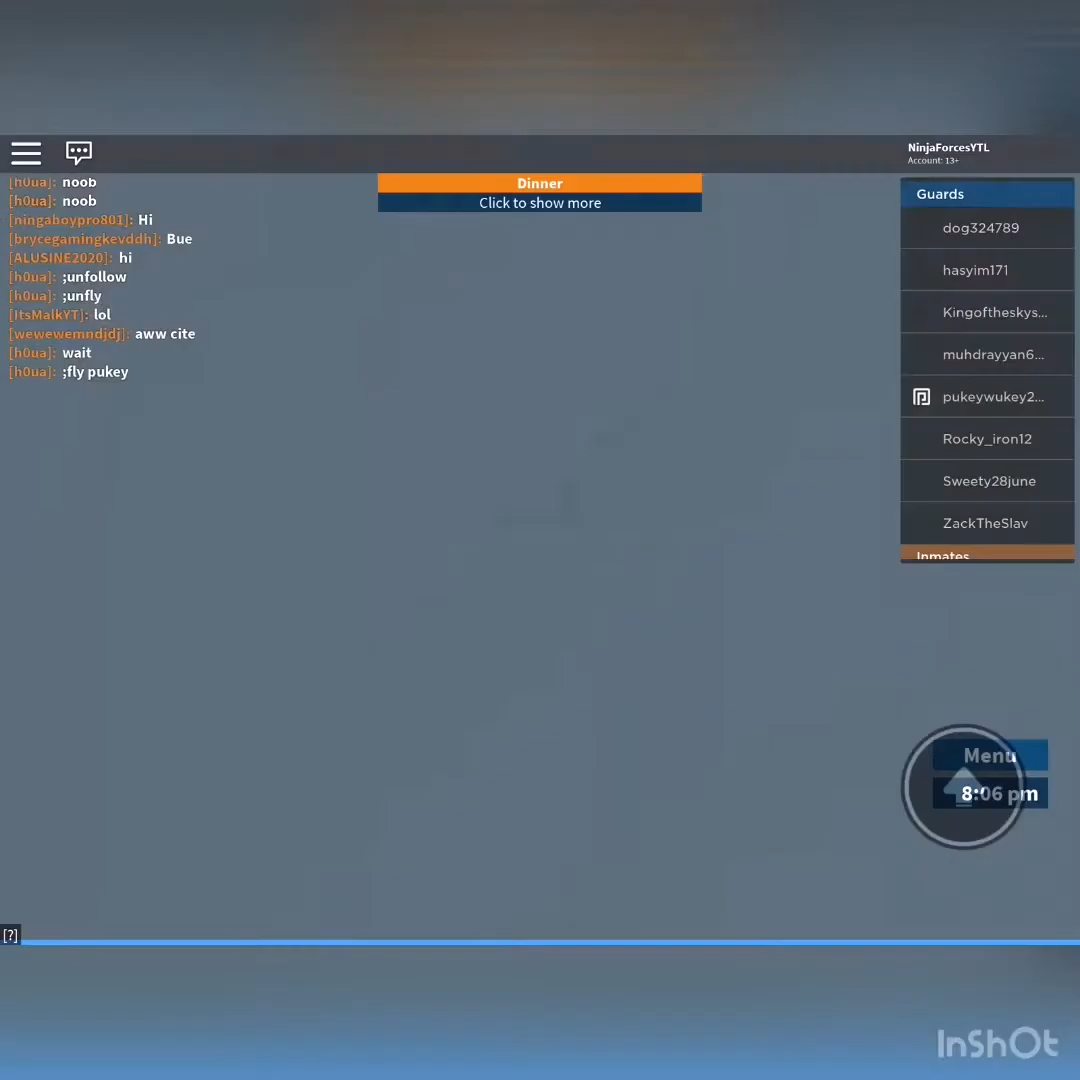 NinjaForcesYTL
Account: 13+
[h0ua]: noob
[h0ua]: noob
[ningaboypro801]: Hi
[brycegamingkevddh]: Bue
[ALUSINE2020]: hi
[h0ua]: ;unfollow
[h0ua]: ;unfly
[ItsMalkYT]: lol
[wewewemndjdj]: aww cite
[h0ua]: wait
[h0ua]: ;fly pukey
Dinner
Click to show more
Guards
dog324789
hasyim171
Kingoftheskys...
muhdrayyan6...
pukeywukey2...
Rocky_iron12
Sweety28june
ZackTheSlav
Inmates
Menu
8:06 pm
[?]
InShOt